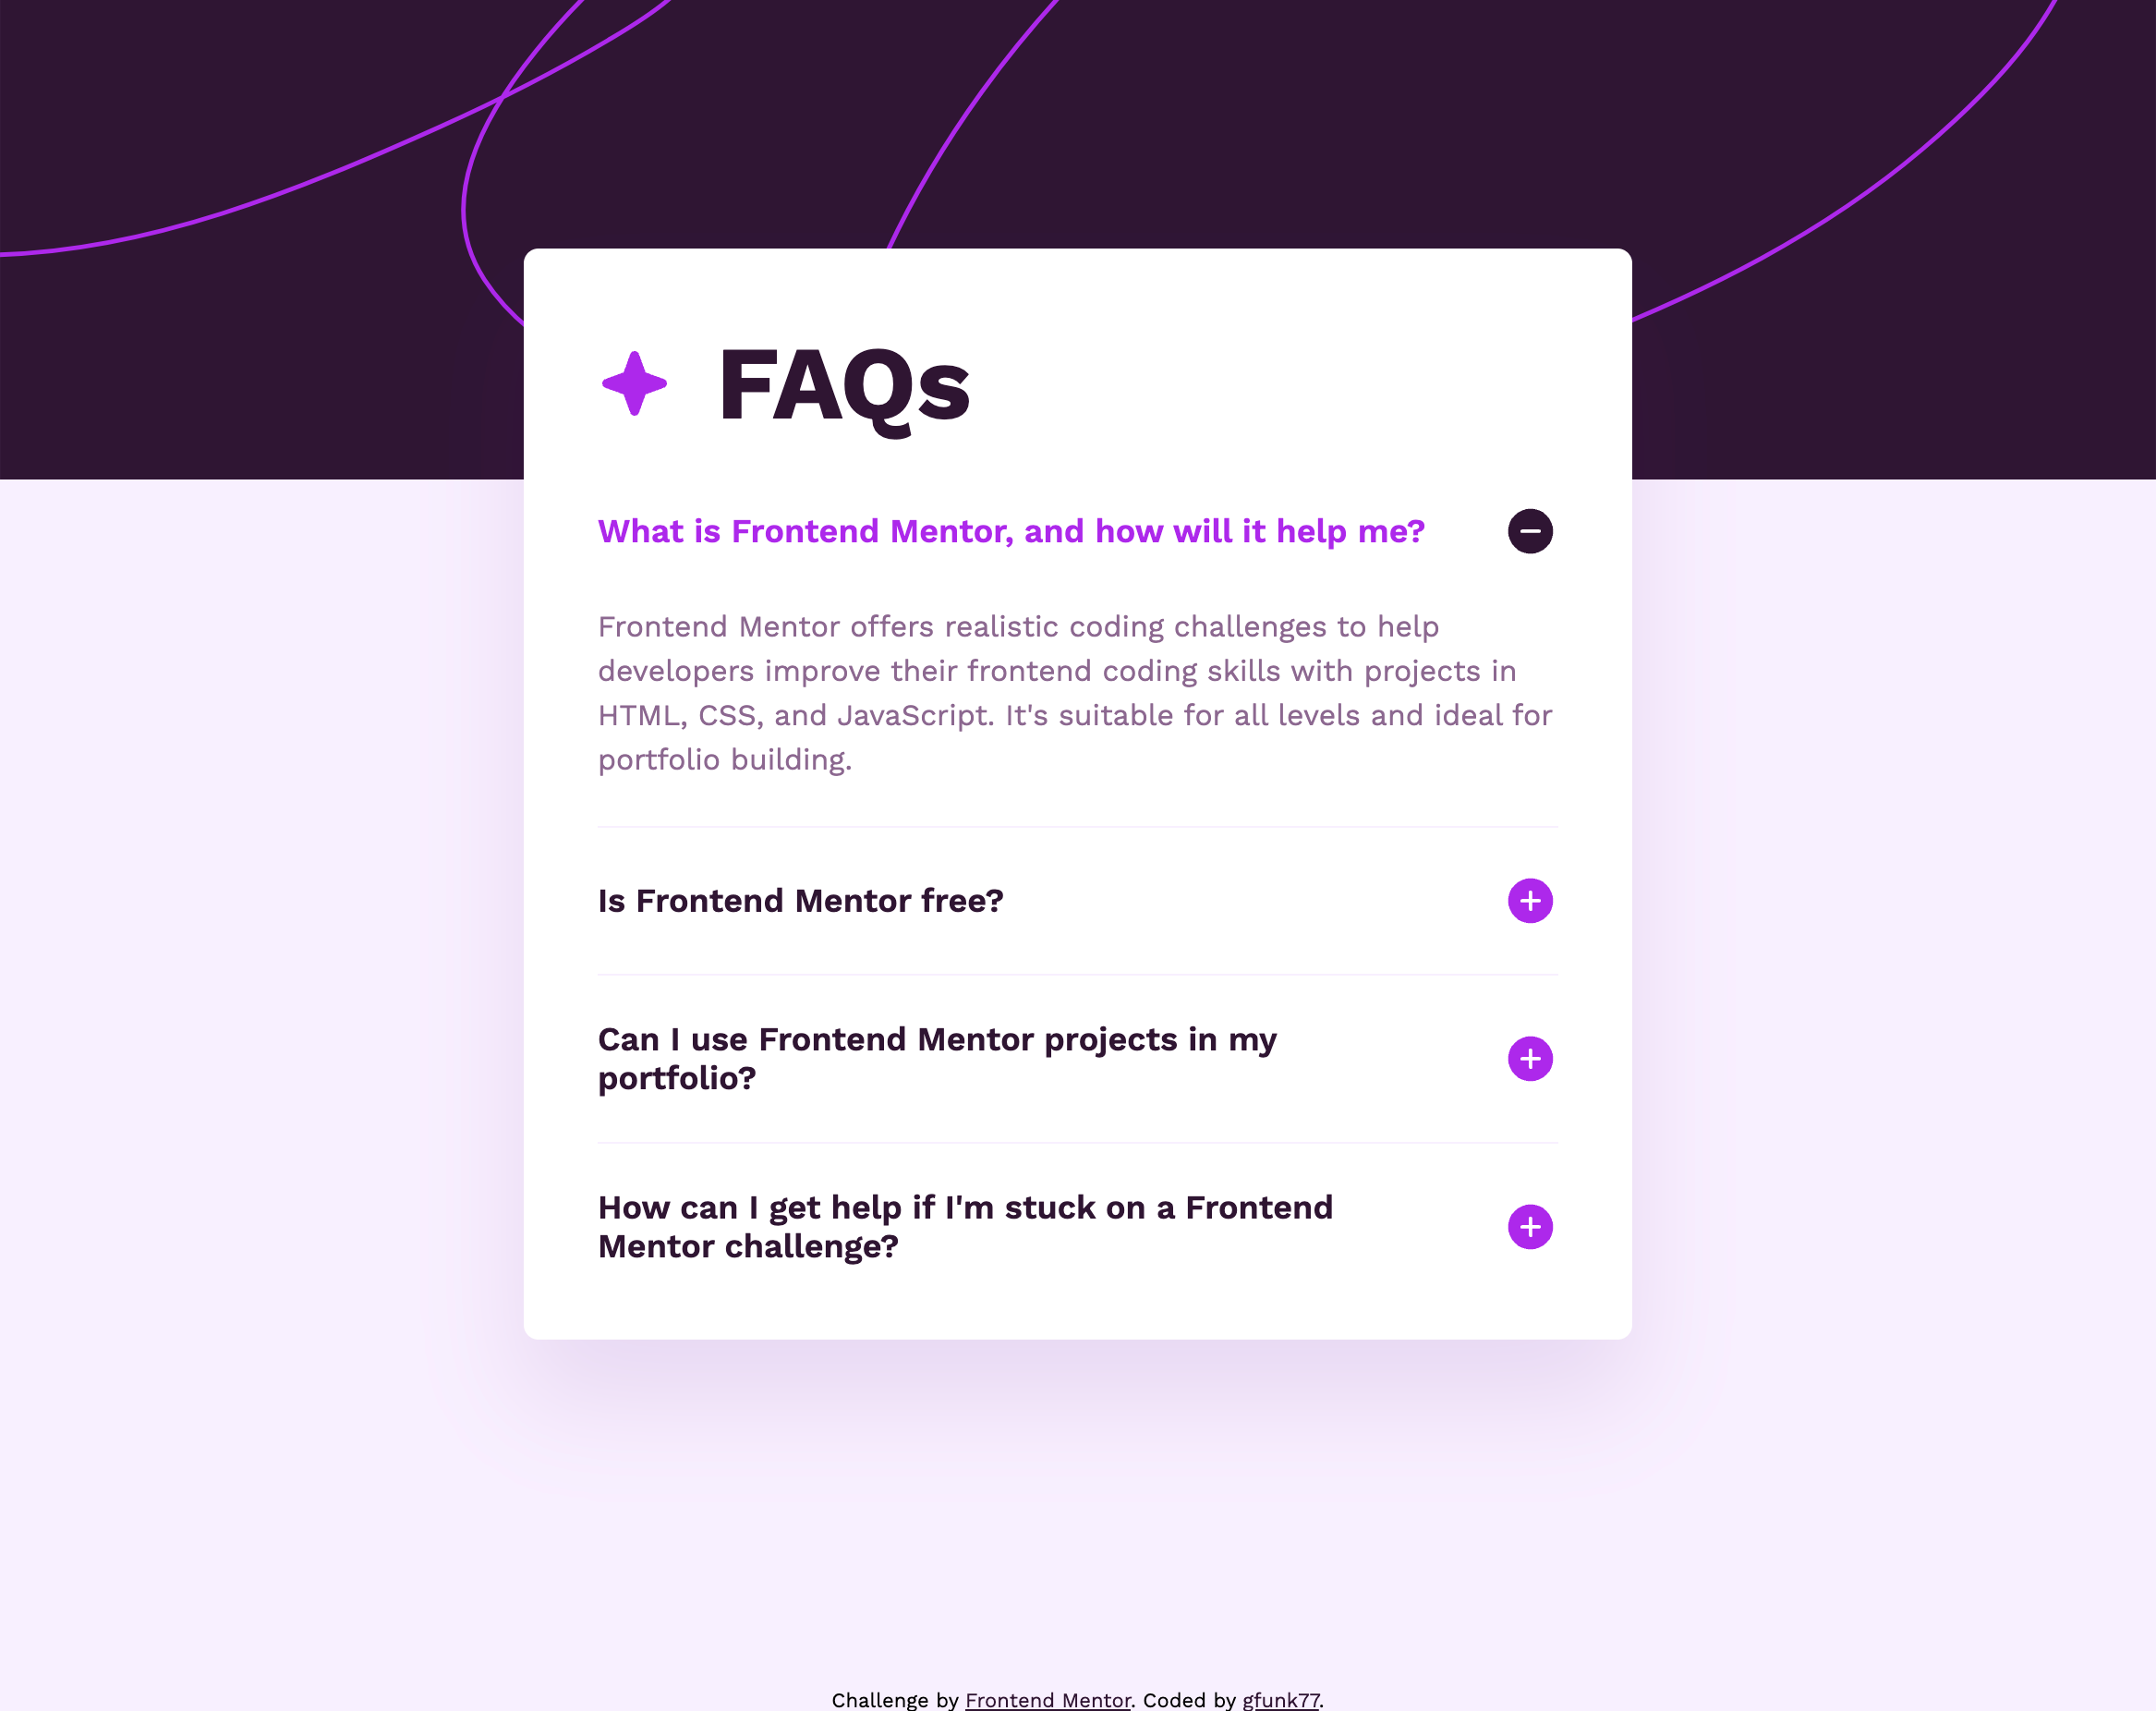 FAQs
What is Frontend Mentor, and how will it help me?
Frontend Mentor offers realistic coding challenges to help
developers improve their frontend coding skills with projects in
HTML, CSS, and JavaScript. It's suitable for all levels and ideal for
portfolio building.
Is Frontend Mentor free?
Can I use Frontend Mentor projects in my
portfolio?
How can I get help if I'm stuck on a Frontend
Mentor challenge?
Challenge by Frontend Mentor. Coded by gfunk77.